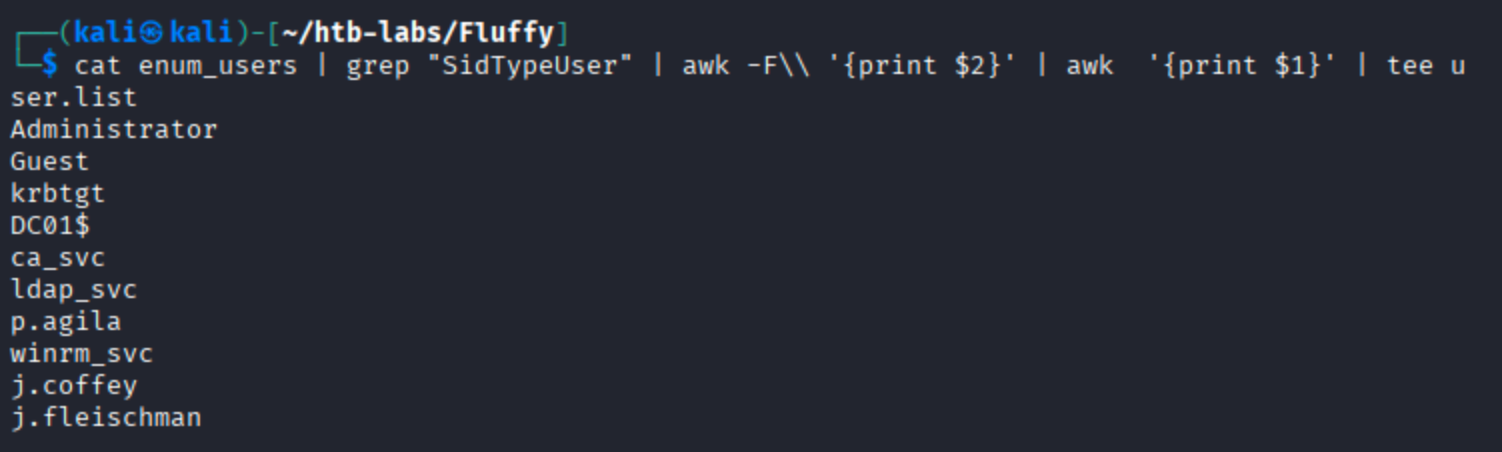 ┌──(kali㉿kali)-[~/htb-labs/Fluffy]
└─$ cat enum_users | grep "SidTypeUser" | awk -F\\ '{print $2}' | awk  '{print $1}' | tee u
ser.list
Administrator
Guest
krbtgt
DC01$
ca_svc
ldap_svc
p.agila
winrm_svc
j.coffey
j.fleischman